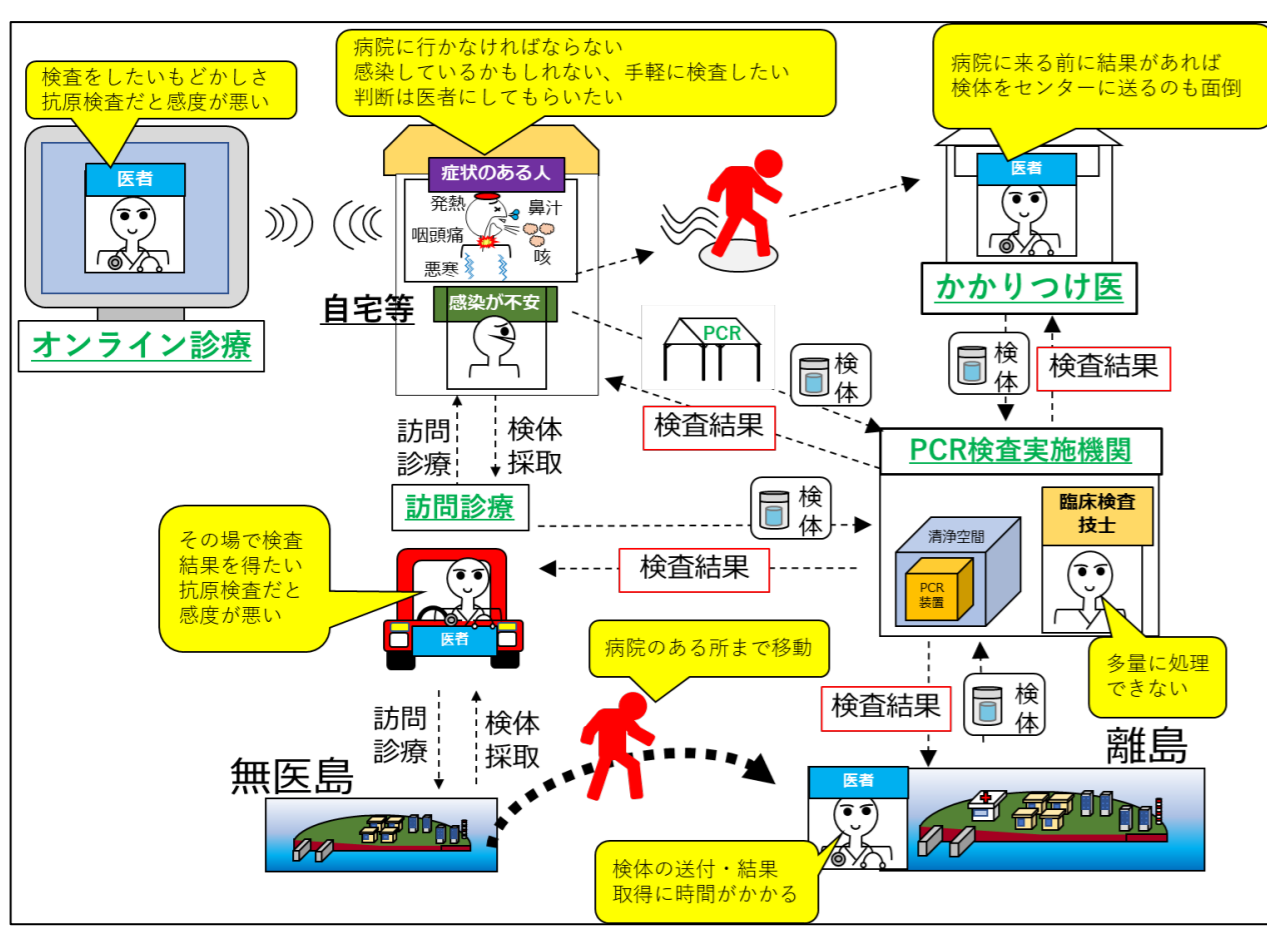 検査をしたいもどかしさ
抗原検査だと感度が悪い
病院に行かなければならない
感染しているかもしれない、手軽に検査したい
判断は医者にしてもらいたい
病院に来る前に結果があれば
検体をセンターに送るのも面倒
医者
オンライン診療
症状のある人
発熱
鼻汁
咽頭痛
咳
悪寒
自宅等
感染が不安
医者
かかりつけ医
PCR
検
体
検査結果
検
体
検査結果
訪問
診療
検体
採取
訪問診療
検
体
検査結果
PCR検査実施機関
清浄空間
PCR
装置
臨床検査
技士
多量に処理
できない
その場で検査
結果を得たい
抗原検査だと
感度が悪い
医者
病院のある所まで移動
訪問
診療
検体
採取
無医島
検査結果
検
体
離島
医者
検体の送付・結果
取得に時間がかかる